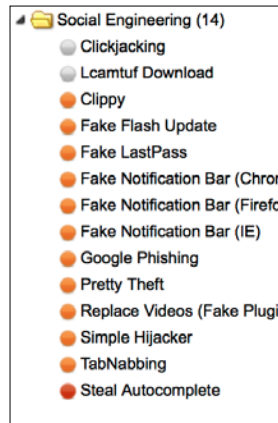 Social Engineering (14)
Clickjacking
Lcamtuf Download
Clippy
Fake Flash Update
Fake LastPass
Fake Notification Bar (Chron
Fake Notification Bar (Firefo
Fake Notification Bar (IE)
Google Phishing
Pretty Theft
Replace Videos (Fake Plugi
Simple Hijacker
TabNabbing
Steal Autocomplete